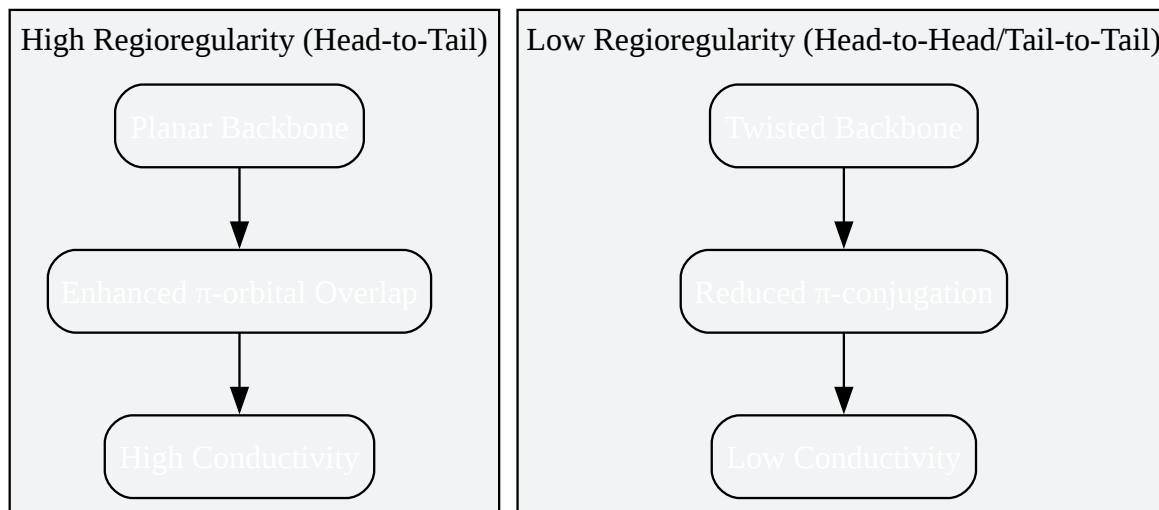 High Regioregularity (Head-to-Tail)
Planar Backbone
Enhanced π-orbital Overlap
High Conductivity
Low Regioregularity (Head-to-Head/Tail-to-Tail)
Twisted Backbone
Reduced π-conjugation
Low Conductivity